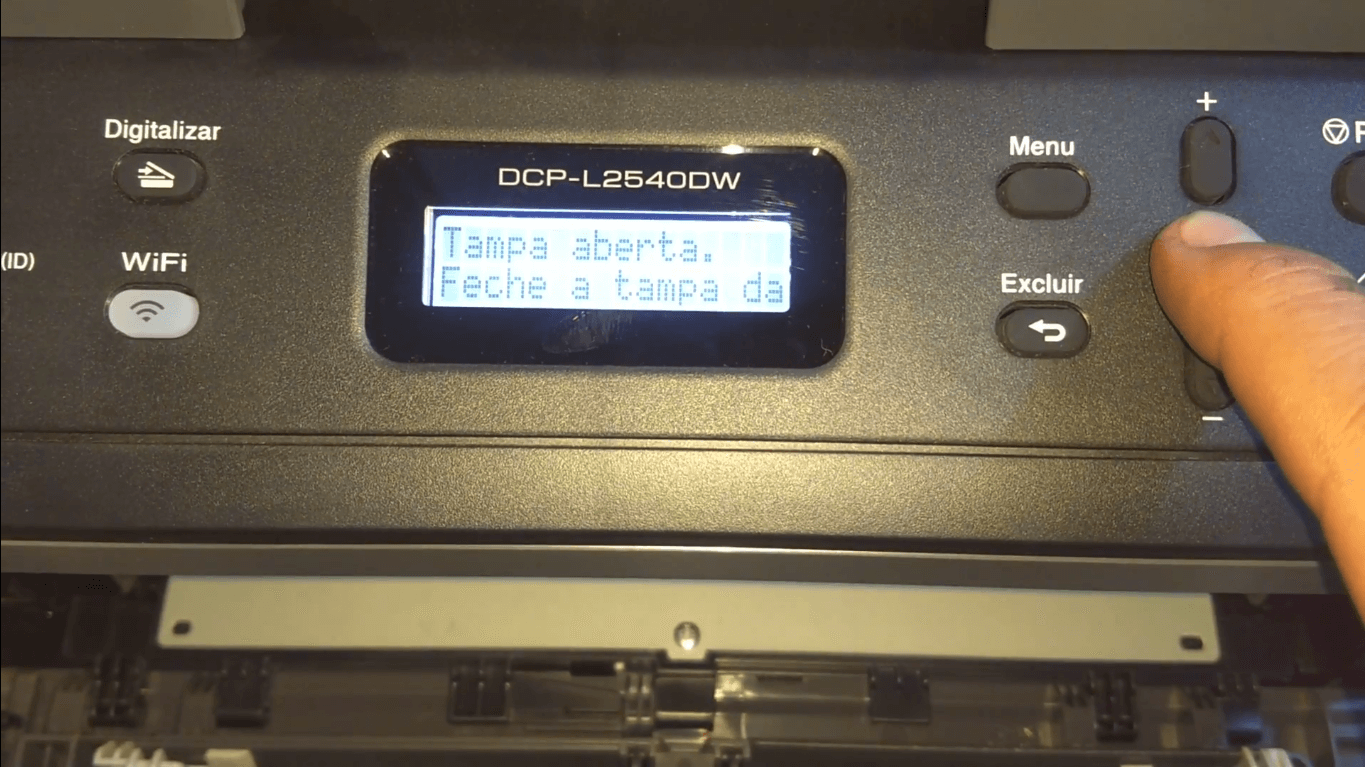 Digitalizar
DCP-L2540DW
Menu
+
(ID)
WiFi
Tampa aberta.
Feche a tampa da
Excluir
-